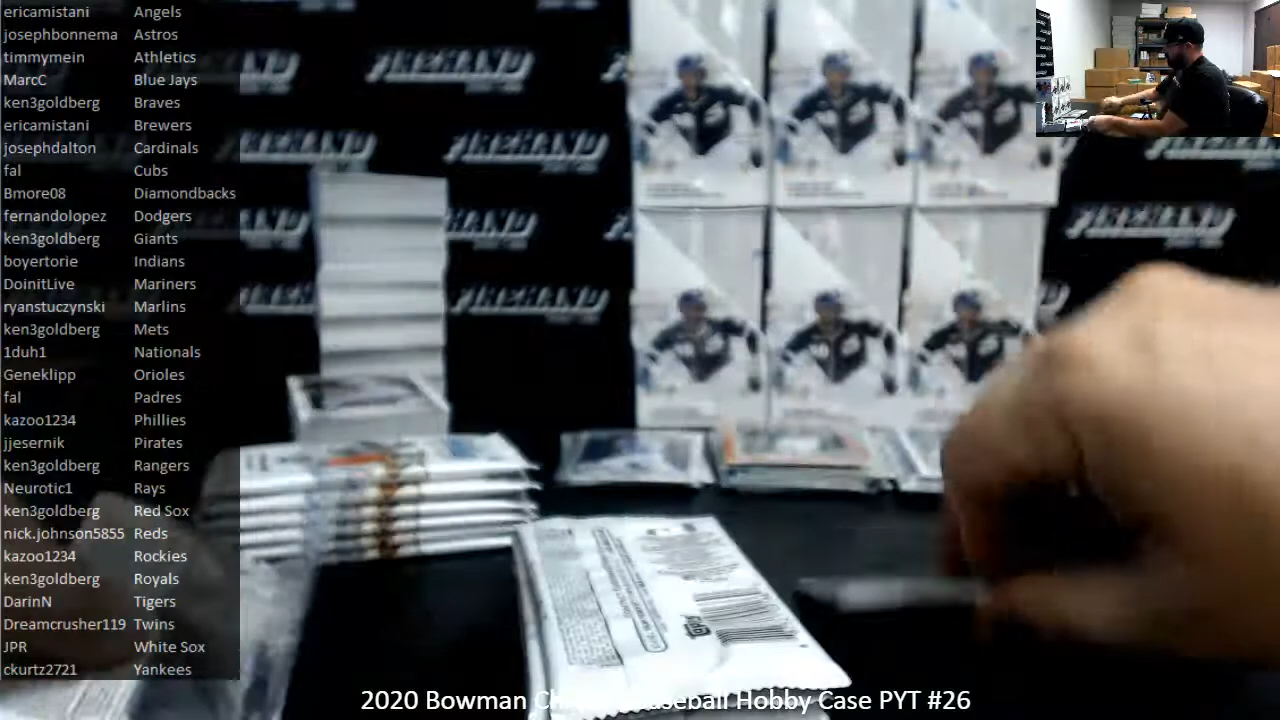 ericamistani Angels
josephbonnema Astros
timmymein Athletics
MarcC Blue Jays
ken3goldberg Braves
ericamistani Brewers
josephdalton Cardinals
fal Cubs
Bmore08 Diamondbacks
fernandolopez Dodgers
ken3goldberg Giants
boyertorie Indians
DoinitLive Mariners
ryanstuczynski Marlins
ken3goldberg Mets
1duh1 Nationals
Geneklipp Orioles
fal Padres
kazoo1234 Phillies
jjesernik Pirates
ken3goldberg Rangers
Neurotic1 Rays
ken3goldberg Red Sox
nick.johnson5855 Reds
kazoo1234 Rockies
ken3goldberg Royals
DarinN Tigers
Dreamcrusher119 Twins
JPR White Sox
ckurtz2721 Yankees
FIREHAND
FIREHAND
FIREHAND
FIREHAND
2020 Bowman Chrome Baseball Hobby Case PYT #26